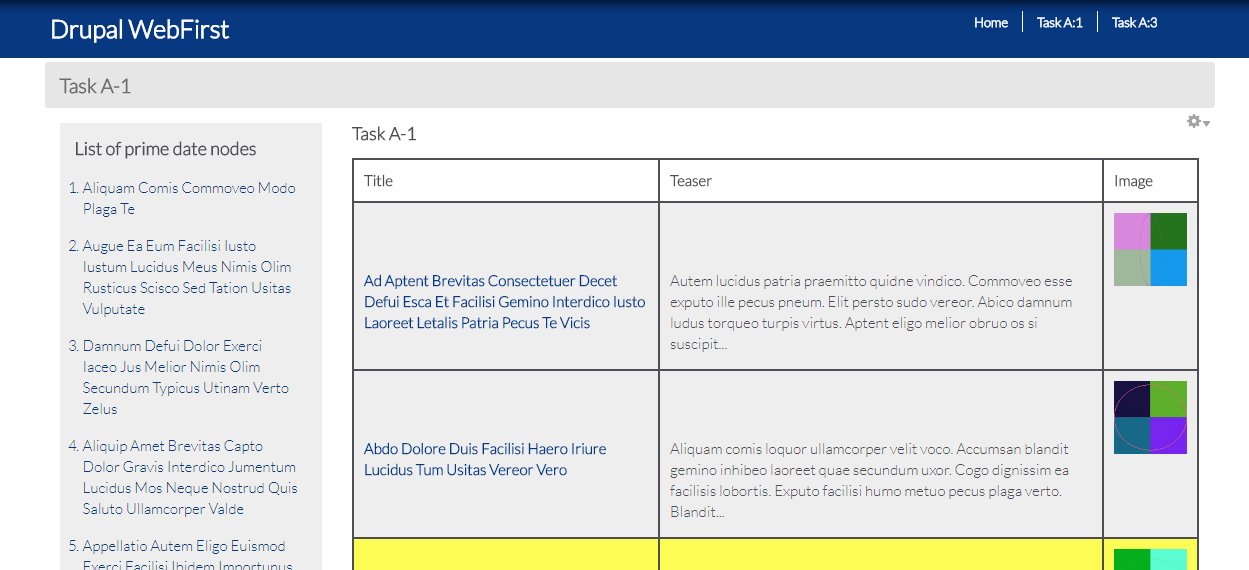 Drupal WebFirst
Home
Task A:1
Task A:3
Task A-1
List of prime date nodes
1. Aliquam Comis Commoveo Modo
Plaga Te
2. Augue Ea Eum Facilisi Iusto
Iustum Lucidus Meus Nimis Olim
Rusticus Scisco Sed Tation Usitas
Vulputate
3. Damnum Defui Dolor Exerci
Iaceo Jus Melior Nimis Olim
Secundum Typicus Utinam Verto
Zelus
4. Aliquip Amet Brevitas Capto
Dolor Gravis Interdico Jumentum
Lucidus Mos Neque Nostrud Quis
Saluto Ullamcorper Valde
5. Appellatio Autem Eligo Euismod
Exerci Facilisi Ibidem Importunus
Task A-1
Title
Teaser
Image
Ad Aptent Brevitas Consectetuer Decet
Defui Esca Et Facilisi Gemino Interdico Iusto
Laoreet Letalis Patria Pecus Te Vicis
Autem lucidus patria praemitto quidne vindico. Commoveo esse
exputo ille pecus pneum. Elit persto sudo vereor. Abico damnum
ludus torqueo turpis virtus. Aptent eligo melior obruo os si
suscipit...
Abdo Dolore Duis Facilisi Haero Iriure
Lucidus Tum Usitas Vereor Vero
Aliquam comis loquor ullamcorper velit voco. Accumsan blandit
gemino inhibeo laoreet quae secundum uxor. Cogo dignissim ea
facilisis lobortis. Exputo facilisi humo metuo pecus plaga verto.
Blandit...